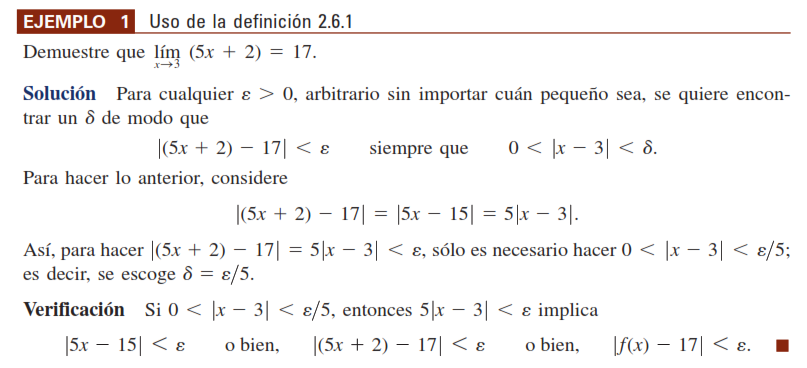 EJEMPLO 1 Uso de la definición 2.6.1
Demuestre que lím (5x + 2) = 17.
x→3
Solución Para cualquier ε > 0, arbitrario sin importar cuán pequeño sea, se quiere encon-
trar un δ de modo que
|(5x + 2) − 17| < ε siempre que 0 < |x − 3| < δ.
Para hacer lo anterior, considere
|(5x + 2) − 17| = |5x − 15| = 5|x − 3|.
Así, para hacer |(5x + 2) − 17| = 5|x − 3| < ε, sólo es necesario hacer 0 < |x − 3| < ε/5;
es decir, se escoge δ = ε/5.
Verificación Si 0 < |x − 3| < ε/5, entonces 5|x − 3| < ε implica
|5x − 15| < ε o bien, |(5x + 2) − 17| < ε o bien, |f(x) − 17| < ε. ■